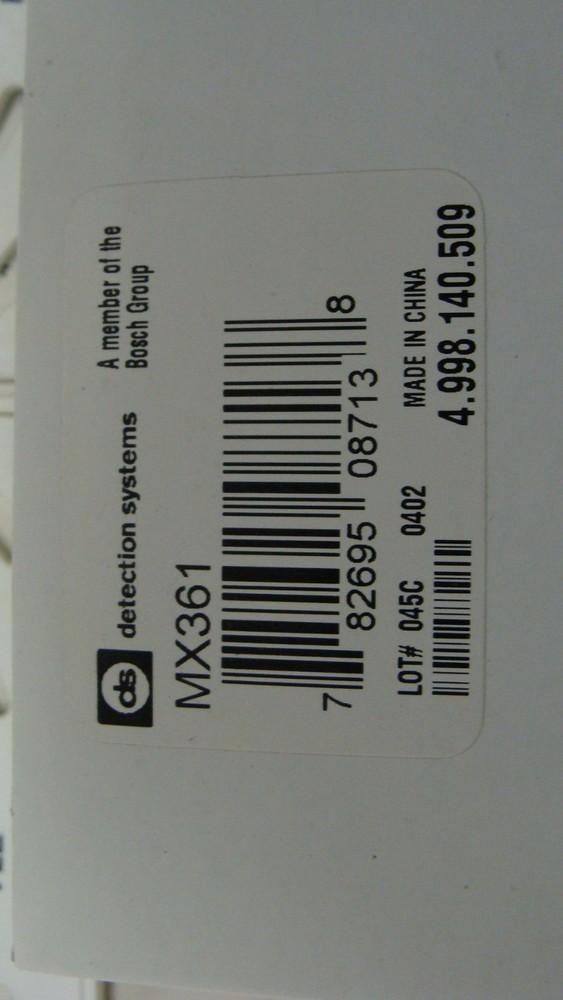 ds detection systems
A member of the
Bosch Group
MX361
7 82695 08713 8
LOT# 045C 0402
MADE IN CHINA
4.998.140.509